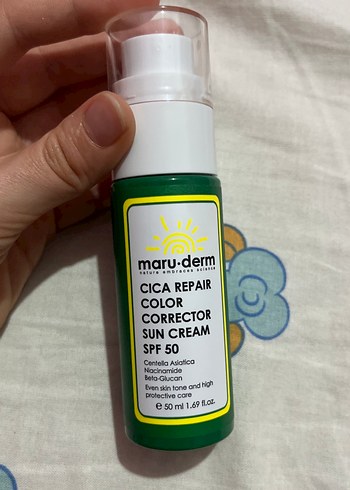 maru·derm
nature embraces science
CICA REPAIR
COLOR
CORRECTOR
SUN CREAM
SPF 50
Centella Asiatica
Niacinamide
Beta-Glucan
Even skin tone and high
protective care
℮ 50 ml 1.69 fl.oz.